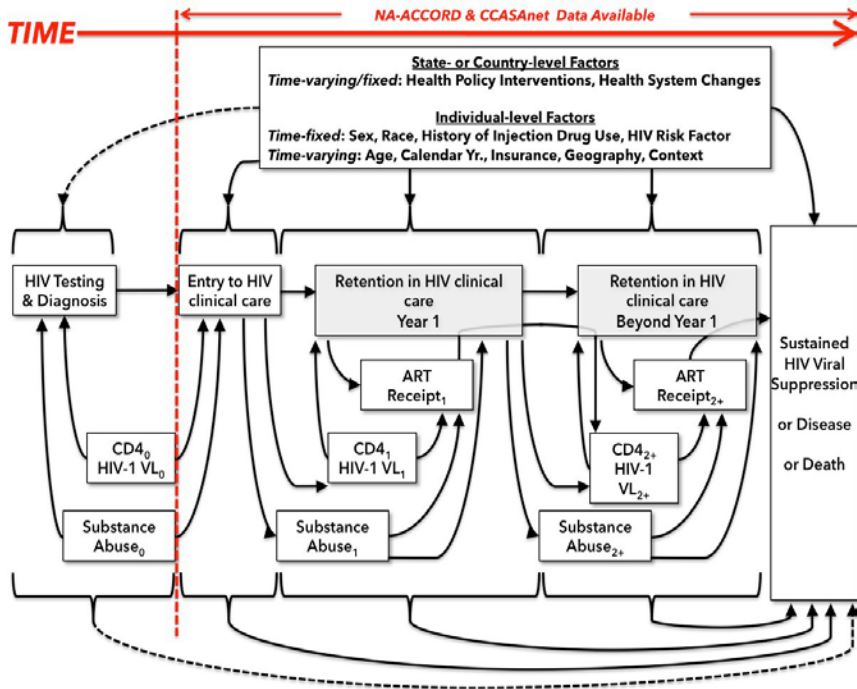 NA-ACCORD & CCASAnet Data Available
TIME
State- or Country-level Factors
Time-varying/fixed: Health Policy Interventions, Health System Changes
Individual-level Factors
Time-fixed: Sex, Race, History of Injection Drug Use, HIV Risk Factor
Time-varying: Age, Calendar Yr., Insurance, Geography, Context
HIV Testing
& Diagnosis
Entry to HIV
clinical care
Retention in HIV clinical
care
Year 1
Retention in HIV
clinical care
Beyond Year 1
ART
Receipt₁
ART
Receipt₂₊
CD4₀
HIV-1 VL₀
CD4₁
HIV-1 VL₁
CD4₂₊
HIV-1
VL₂₊
Substance
Abuse₀
Substance
Abuse₁
Substance
Abuse₂₊
Sustained
HIV Viral
Suppression
or Disease
or Death